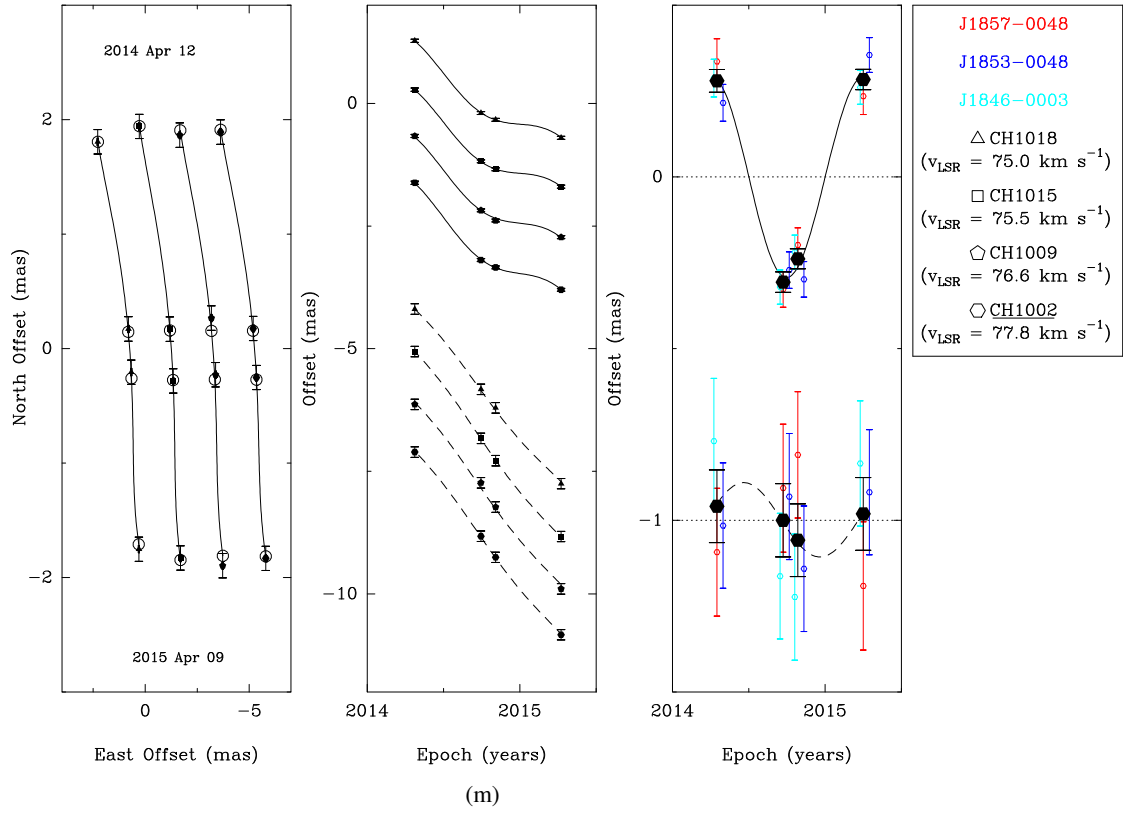 2014 Apr 12
2015 Apr 09
North Offset (mas)
2
0
−2
0
−5
East Offset (mas)
Offset (mas)
0
−5
−10
2014
2015
Epoch (years)
Offset (mas)
0
−1
2014
2015
Epoch (years)
J1857−0048
J1853−0048
J1846−0003
CH1018
(vLSR = 75.0 km s−1)
CH1015
(vLSR = 75.5 km s−1)
CH1009
(vLSR = 76.6 km s−1)
CH1002
(vLSR = 77.8 km s−1)
(m)